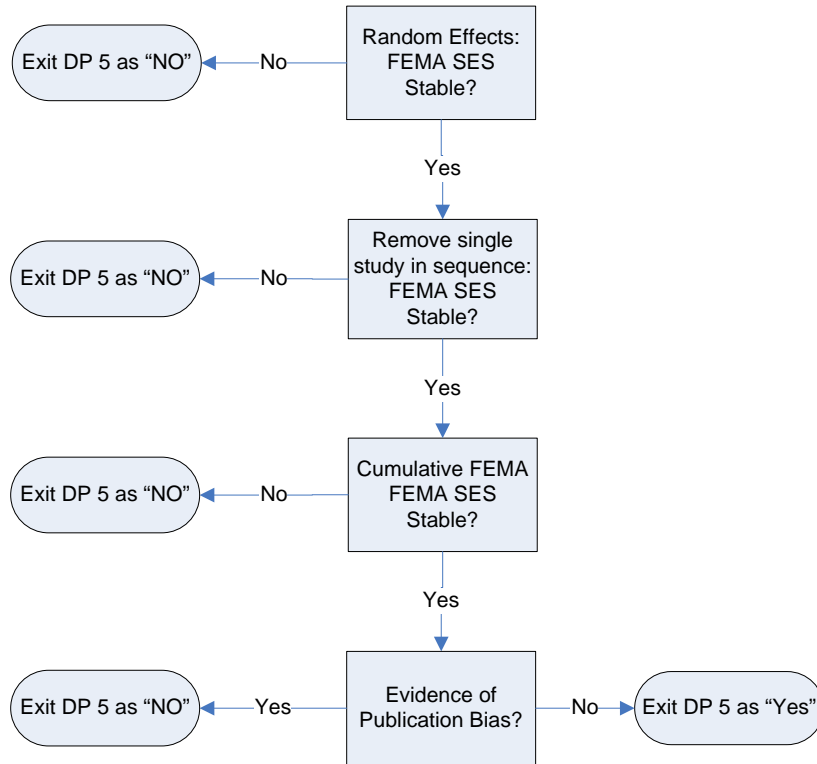 Random Effects:
FEMA SES
Stable?
Exit DP 5 as “NO”
No
Yes
Remove single
study in sequence:
FEMA SES
Stable?
Exit DP 5 as “NO”
No
Yes
Cumulative FEMA
FEMA SES
Stable?
Exit DP 5 as “NO”
No
Yes
Evidence of
Publication Bias?
Exit DP 5 as “NO”
Yes
No
Exit DP 5 as “Yes”